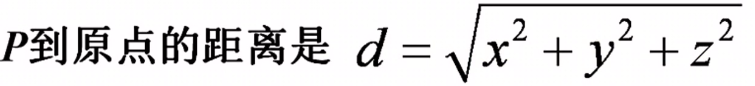 P到原点的距离是 d = √(x² + y² + z²)